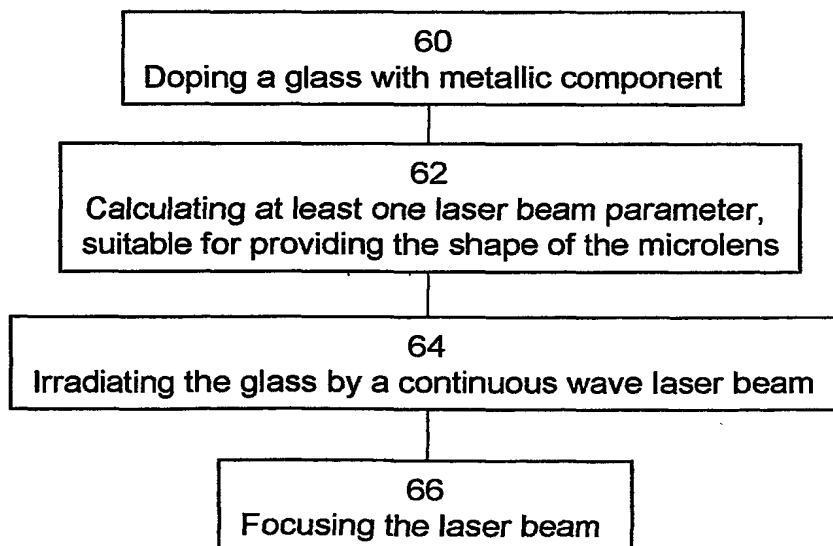 60
Doping a glass with metallic component
62
Calculating at least one laser beam parameter,
suitable for providing the shape of the microlens
64
Irradiating the glass by a continuous wave laser beam
66
Focusing the laser beam